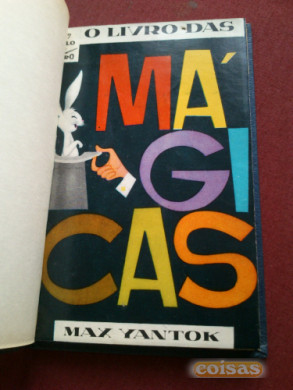 O LIVRO-DAS
MÁ
GI
CAS
MAX YANTOK
coisas